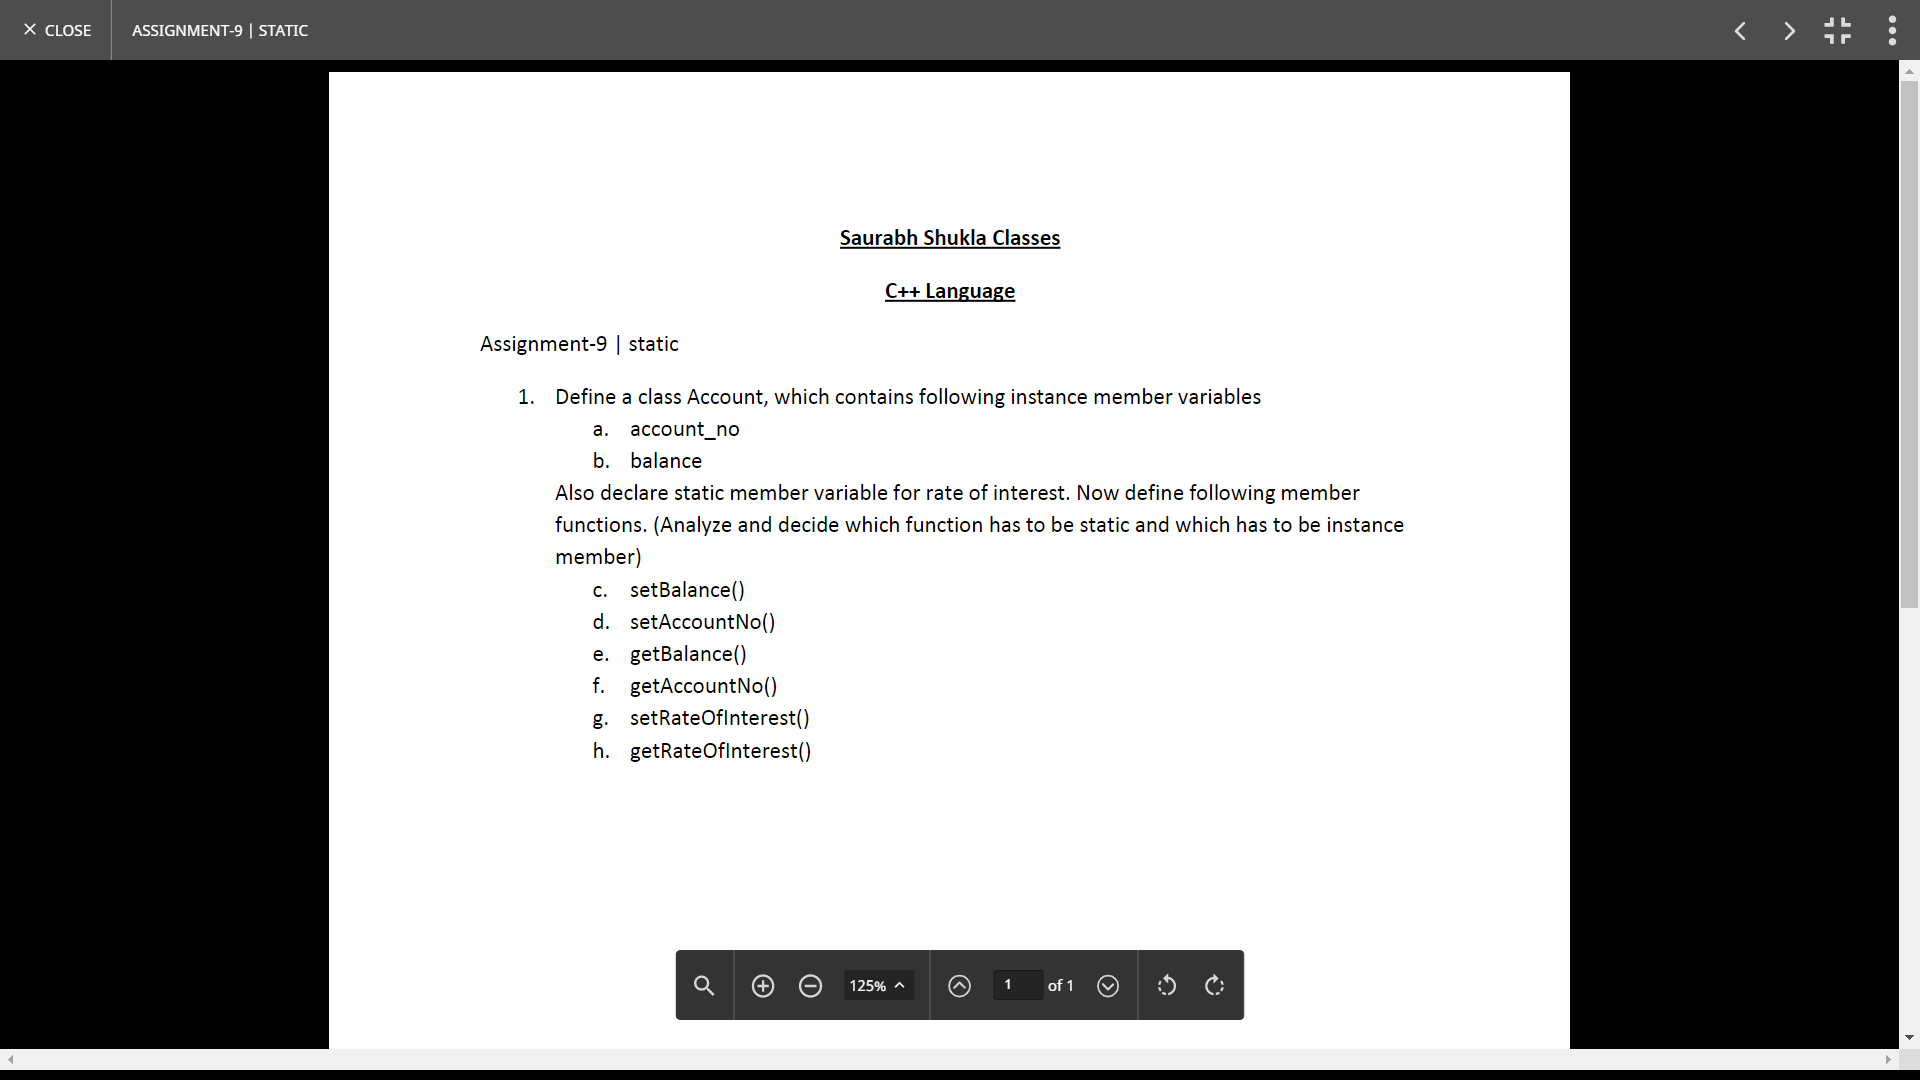 CLOSE
ASSIGNMENT-9 | STATIC
Saurabh Shukla Classes
C++ Language
Assignment-9 | static
1. Define a class Account, which contains following instance member variables
a. account_no
b. balance
Also declare static member variable for rate of interest. Now define following member
functions. (Analyze and decide which function has to be static and which has to be instance
member)
c. setBalance()
d. setAccountNo()
e. getBalance()
f. getAccountNo()
g. setRateOfInterest()
h. getRateOfInterest()
125% 1 of 1